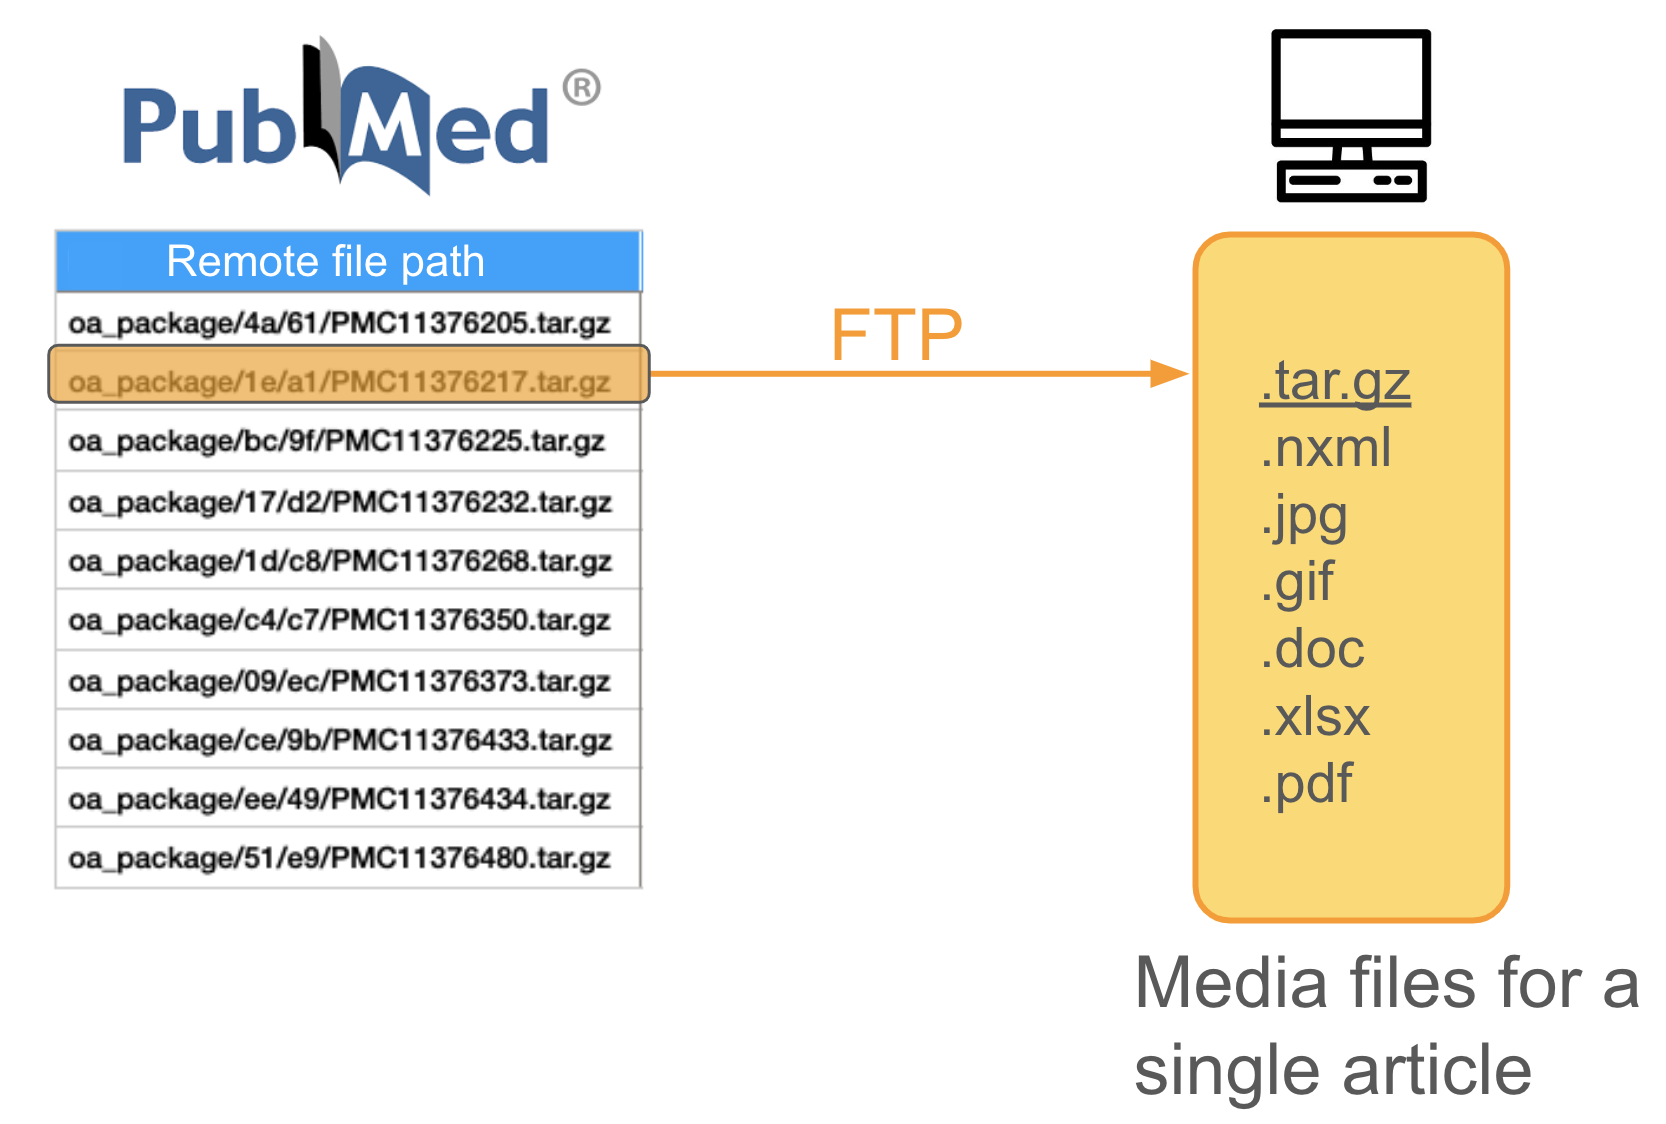 PubMed®
Remote file path
oa_package/4a/61/PMC11376205.tar.gz
oa_package/1e/a1/PMC11376217.tar.gz
oa_package/bc/9f/PMC11376225.tar.gz
oa_package/17/d2/PMC11376232.tar.gz
oa_package/1d/c8/PMC11376268.tar.gz
oa_package/c4/c7/PMC11376350.tar.gz
oa_package/09/ec/PMC11376373.tar.gz
oa_package/ce/9b/PMC11376433.tar.gz
oa_package/ee/49/PMC11376434.tar.gz
oa_package/51/e9/PMC11376480.tar.gz
FTP
.tar.gz
.nxml
.jpg
.gif
.doc
.xlsx
.pdf
Media files for a
single article